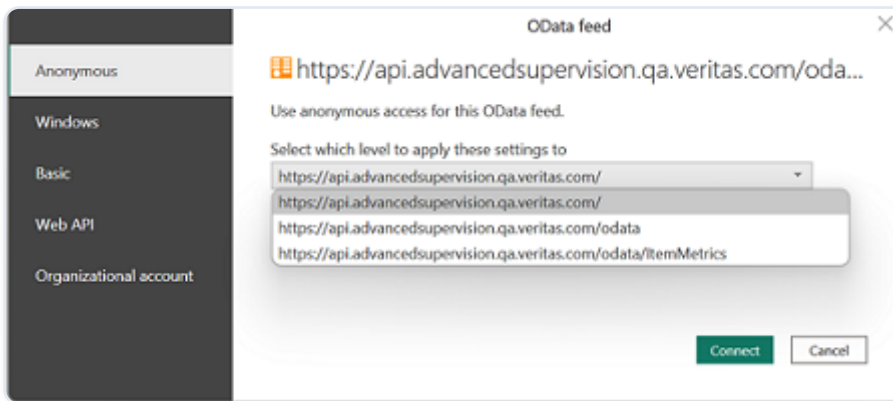 OData feed
Anonymous
Windows
Basic
Web API
Organizational account
https://api.advancedsupervision.qa.veritas.com/oda...
Use anonymous access for this OData feed.
Select which level to apply these settings to
https://api.advancedsupervision.qa.veritas.com/
https://api.advancedsupervision.qa.veritas.com/
https://api.advancedsupervision.qa.veritas.com/odata
https://api.advancedsupervision.qa.veritas.com/odata/ItemMetrics
Connect
Cancel